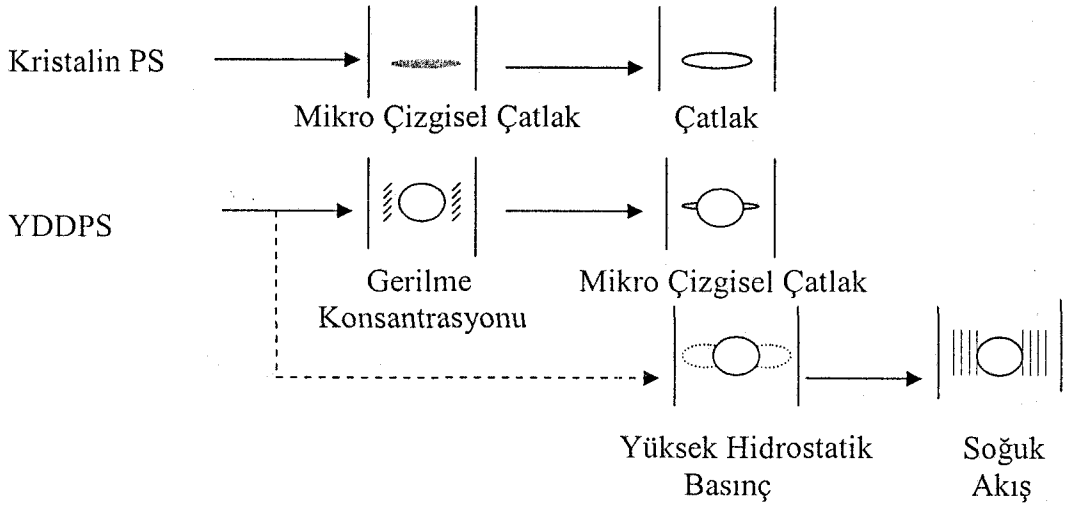 Kristalin PS
Mikro Çizgisel Çatlak
Çatlak
YDDPS
Gerilme
Konsantrasyonu
Mikro Çizgisel Çatlak
Yüksek Hidrostatik
Basınç
Soğuk
Akış